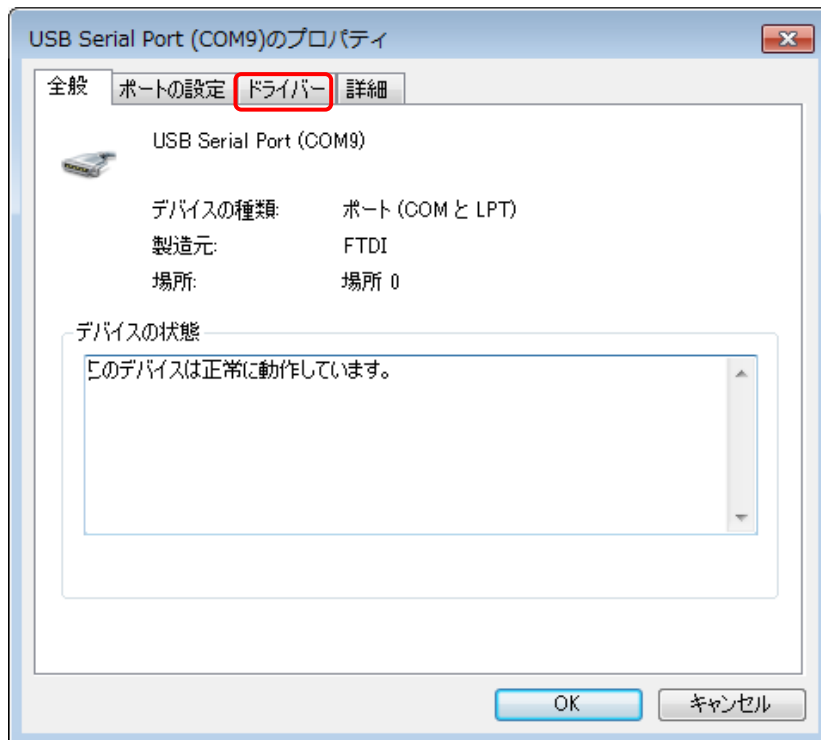 USB Serial Port (COM9)のプロパティ
全般 ポートの設定 ドライバー 詳細
USB Serial Port (COM9)
デバイスの種類: ポート (COM と LPT)
製造元: FTDI
場所: 場所 0
デバイスの状態
このデバイスは正常に動作しています。
OK キャンセル